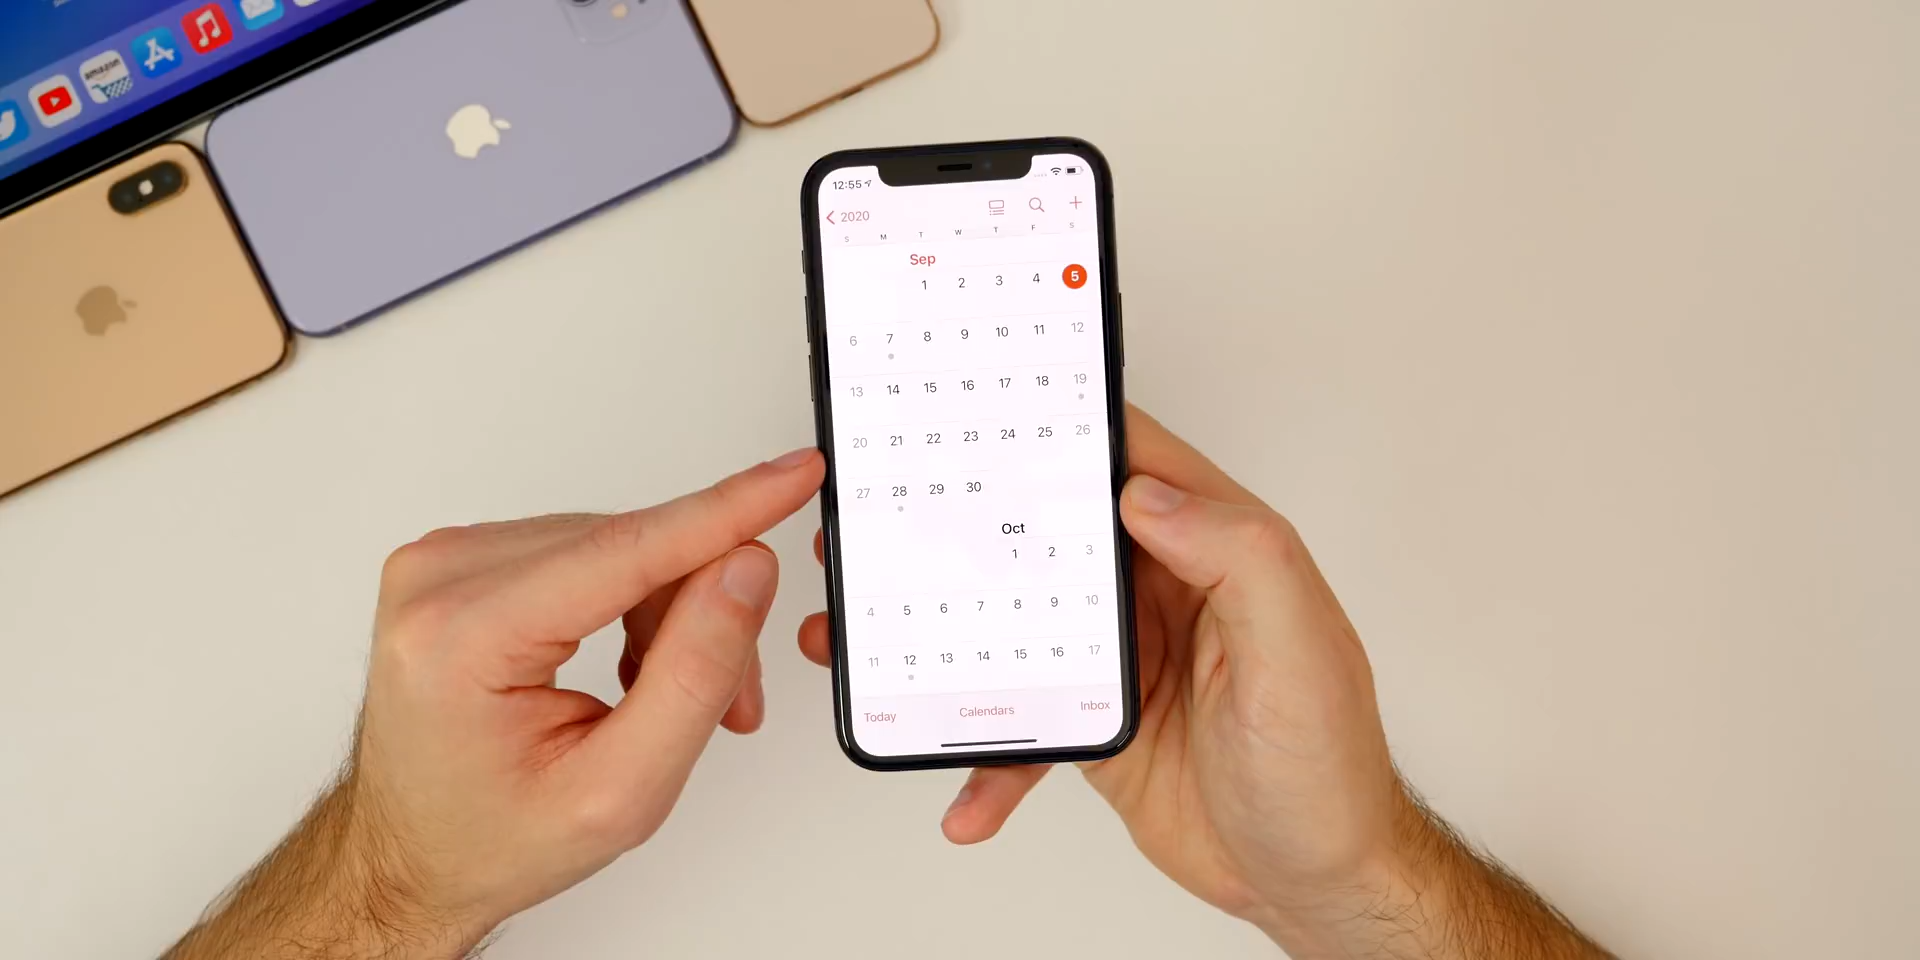 amazon
12:55
2020
S M T W T F S
Sep
1 2 3 4 5
6 7 8 9 10 11 12
13 14 15 16 17 18 19
20 21 22 23 24 25 26
27 28 29 30
Oct
1 2 3
4 5 6 7 8 9 10
11 12 13 14 15 16 17
Today Calendars Inbox